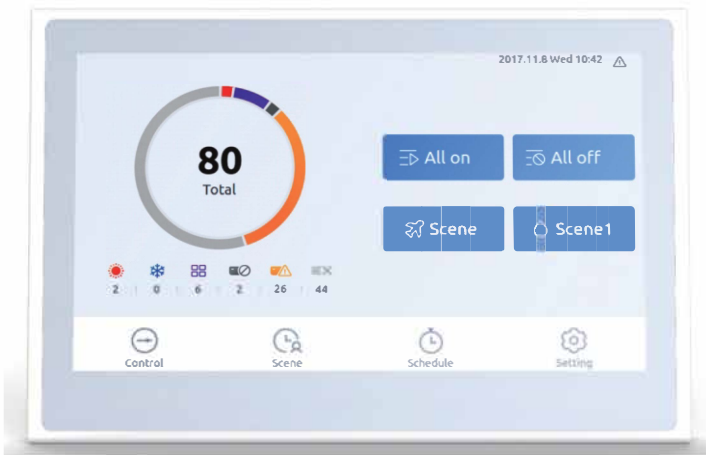 2017.11.8 Wed 10:42
80
Total
All on
All off
Scene
Scene1
2 0 6 2 26 44
Control
Scene
Schedule
Setting